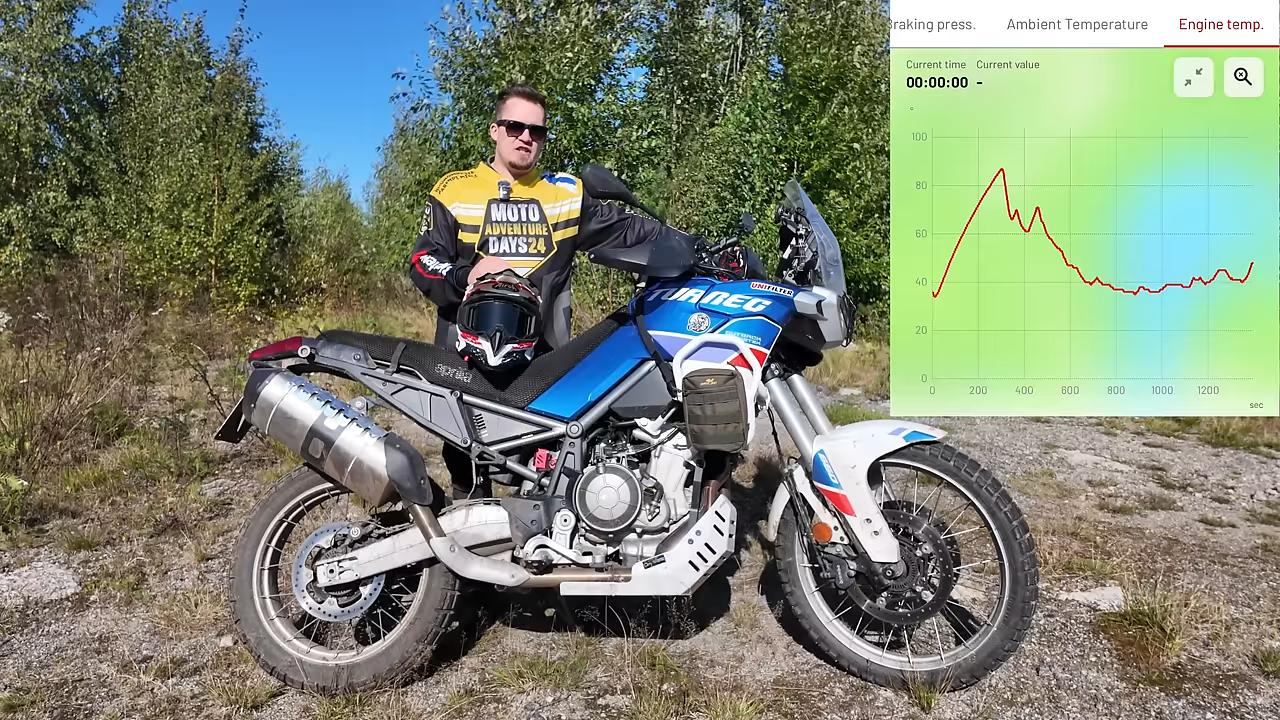 Braking press. Ambient Temperature Engine temp.
Current time Current value
00:00:00 -
°
100
80
60
40
20
0
0 200 400 600 800 1000 1200
sec
MOTO
ADVENTURE
DAYS24
TUAREG
UNIFILTER